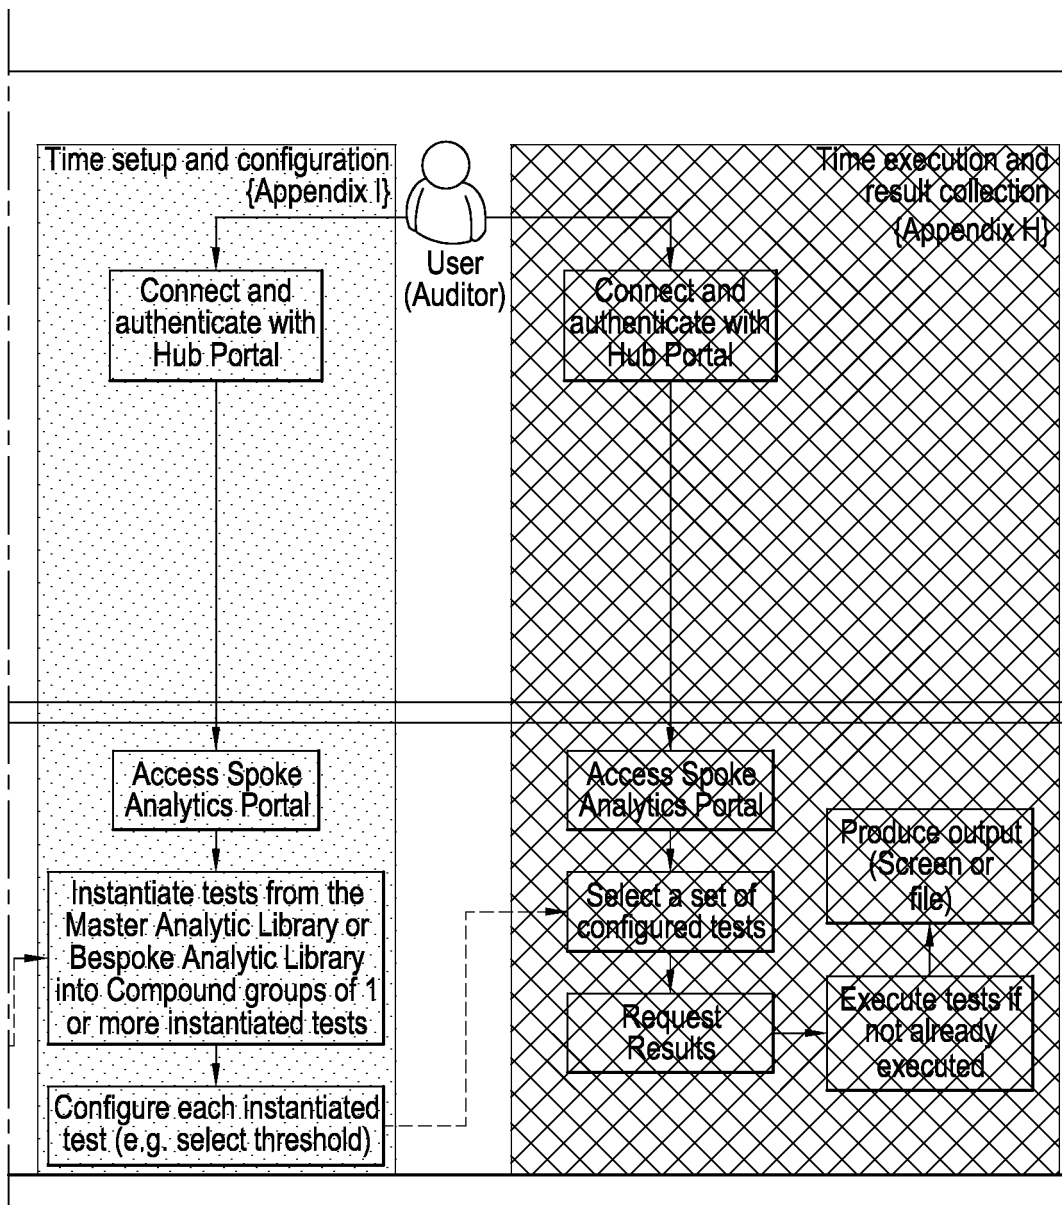 Time setup and configuration
{Appendix I}
User
(Auditor)
Time execution and
result collection
{Appendix H}
Connect and
authenticate with
Hub Portal
Connect and
authenticate with
Hub Portal
Access Spoke
Analytics Portal
Access Spoke
Analytics Portal
Instantiate tests from the
Master Analytic Library or
Bespoke Analytic Library
into Compound groups of 1
or more instantiated tests
Select a set of
configured tests
Produce output
(Screen or
file)
Request
Results
Execute tests if
not already
executed
Configure each instantiated
test (e.g. select threshold)